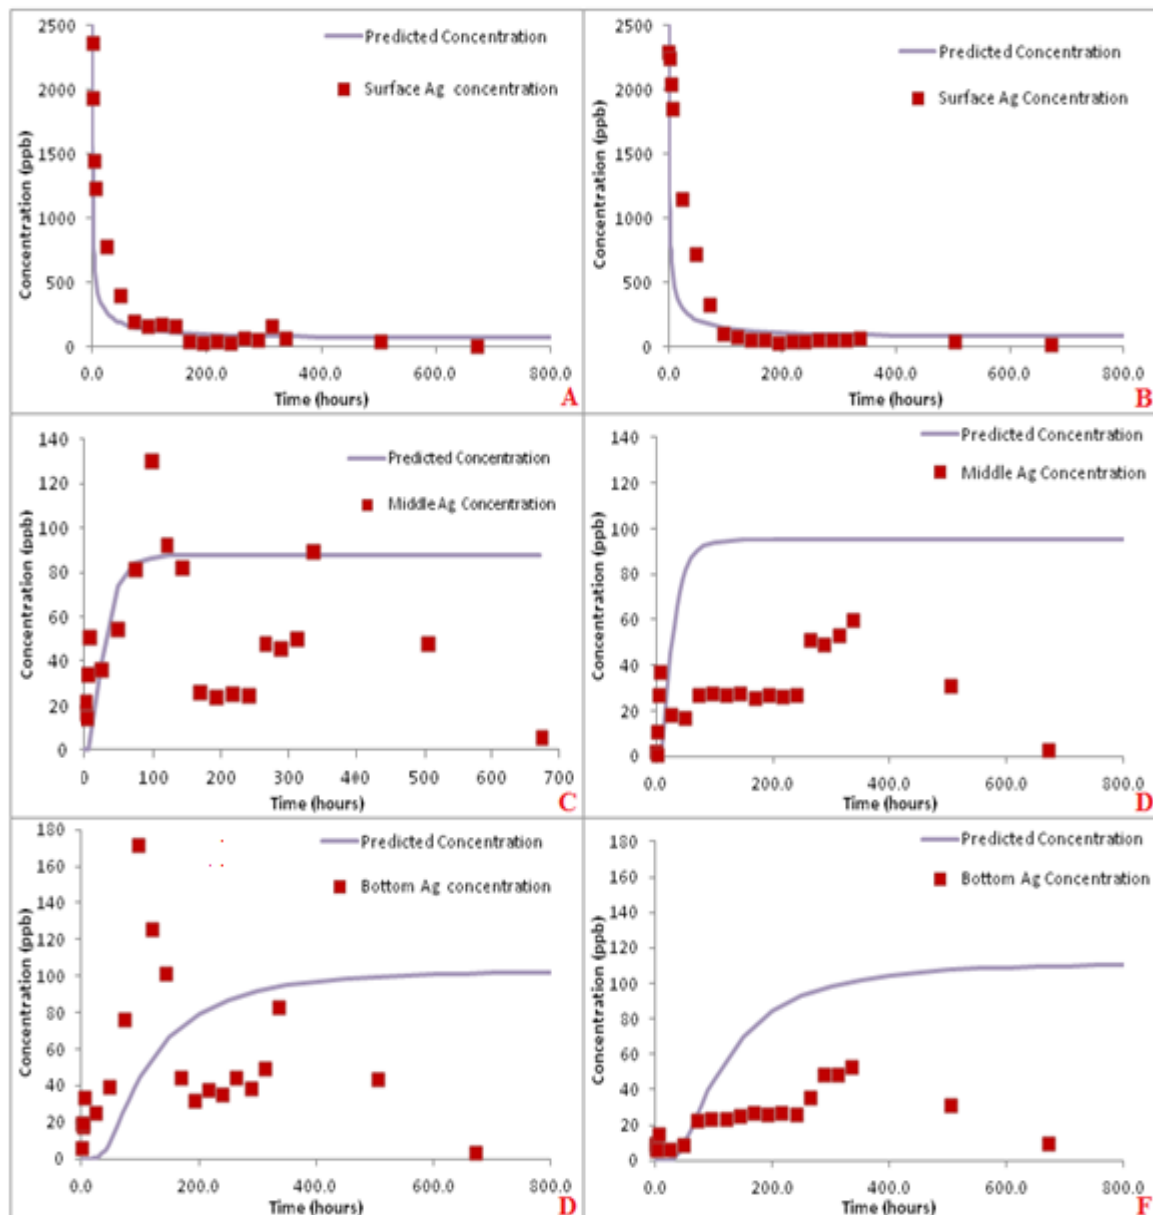 2500
2000
1500
1000
500
0
Concentration (ppb)
Predicted Concentration
Surface Ag concentration
0.0 200.0 400.0 600.0 800.0
Time (hours)
A
2500
2000
1500
1000
500
0
Concentration (ppb)
Predicted Concentration
Surface Ag Concentration
0.0 200.0 400.0 600.0 800.0
Time (hours)
B
140
120
100
80
60
40
20
0
Concentration (ppb)
Predicted Concentration
Middle Ag Concentration
0 100 200 300 400 500 600 700
Time (hours)
C
140
120
100
80
60
40
20
0
Concentration (ppb)
Predicted Concentration
Middle Ag Concentration
0.0 200.0 400.0 600.0 800.0
Time (hours)
D
180
160
140
120
100
80
60
40
20
0
Concentration (ppb)
Predicted Concentration
Bottom Ag concentration
0.0 200.0 400.0 600.0 800.0
Time (hours)
D
180
160
140
120
100
80
60
40
20
0
Concentration (ppb)
Predicted Concentration
Bottom Ag Concentration
0.0 200.0 400.0 600.0 800.0
Time (hours)
F